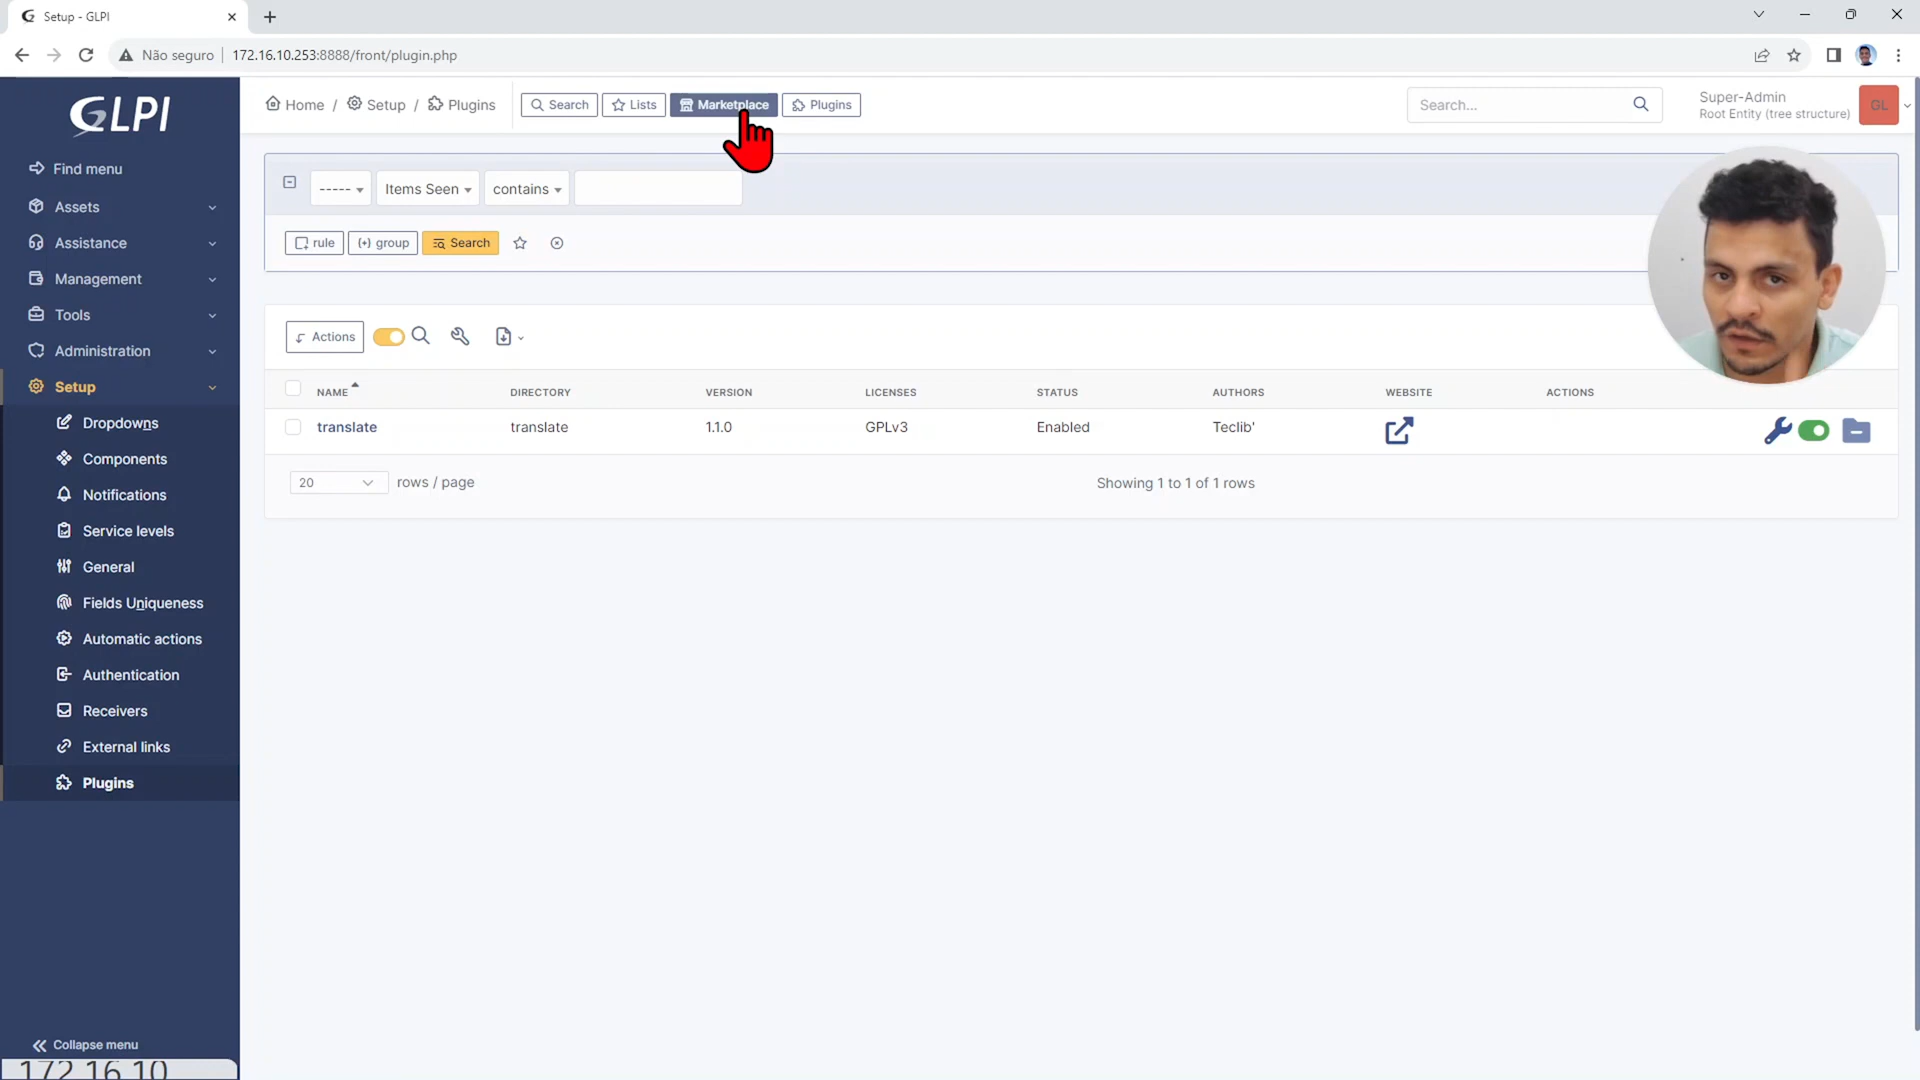 Setup - GLPI
Não seguro 172.16.10.253:8888/front/plugin.php
GLPI
Find menu
Assets
Assistance
Management
Tools
Administration
Setup
Dropdowns
Components
Notifications
Service levels
General
Fields Uniqueness
Automatic actions
Authentication
Receivers
External links
Plugins
Collapse menu
172.16.10
Home / Setup / Plugins
Search Lists Marketplace Plugins
Search...
Super-Admin
Root Entity (tree structure)
GL
----- Items Seen contains
rule (+) group Search
Actions
NAME DIRECTORY VERSION LICENSES STATUS AUTHORS WEBSITE ACTIONS
translate translate 1.1.0 GPLv3 Enabled Teclib'
20 rows / page Showing 1 to 1 of 1 rows